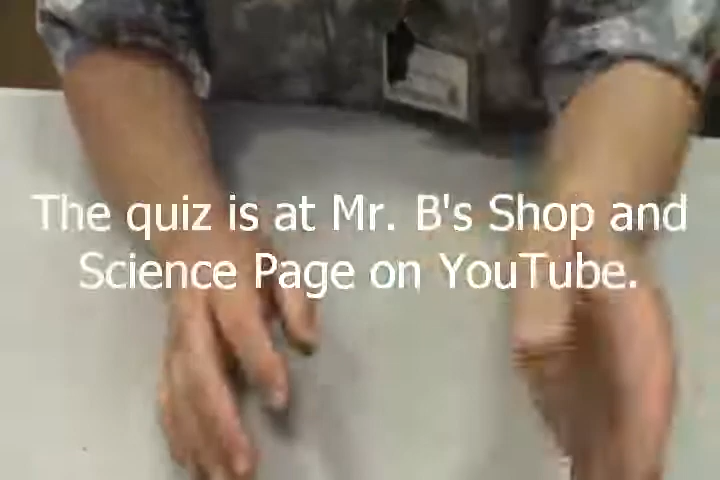 The quiz is at Mr. B's Shop and
Science Page on YouTube.